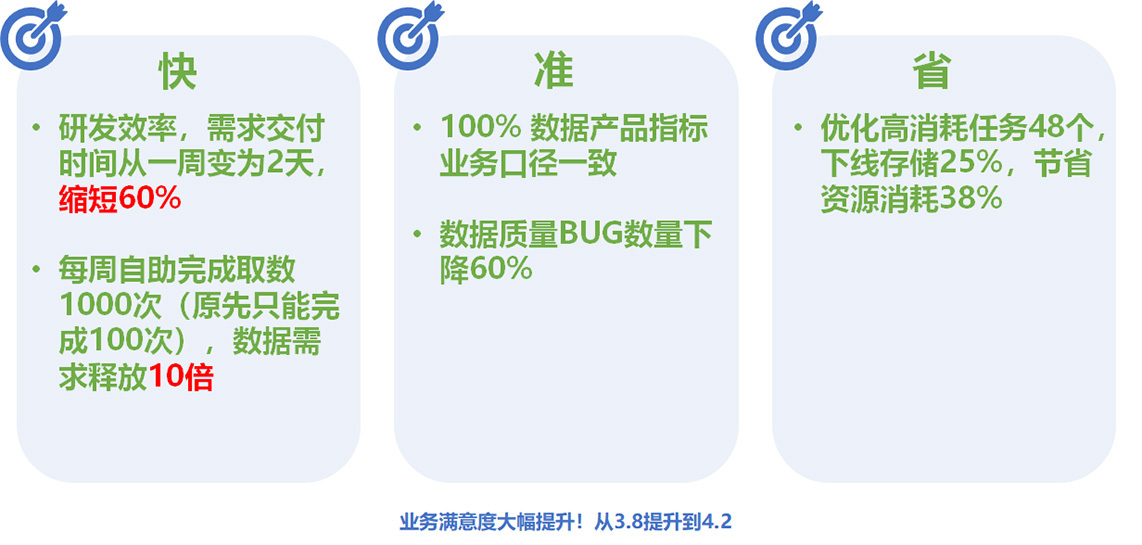 快
• 研发效率，需求交付
时间从一周变为2天，
缩短60%
• 每周自助完成取数
1000次（原先只能完
成100次），数据需
求释放10倍
准
• 100% 数据产品指标
业务口径一致
• 数据质量BUG数量下
降60%
省
• 优化高消耗任务48个，
下线存储25%，节省
资源消耗38%
业务满意度大幅提升！从3.8提升到4.2